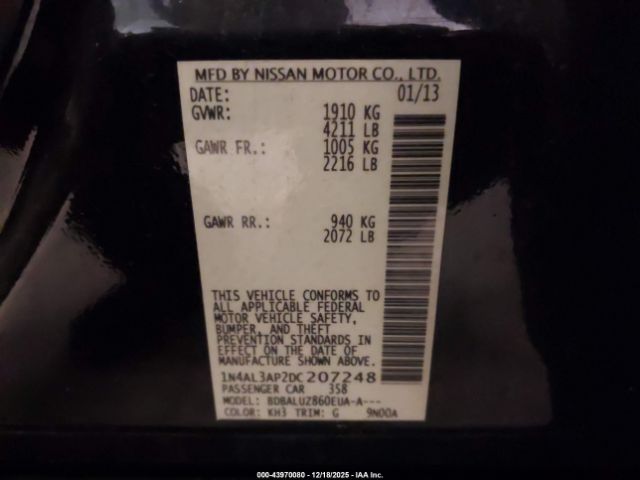 MFD BY NISSAN MOTOR CO., LTD.
DATE: 01/13
GVWR: 1910 KG
4211 LB
GAWR FR.: 1005 KG
2216 LB
GAWR RR.: 940 KG
2072 LB
THIS VEHICLE CONFORMS TO
ALL APPLICABLE FEDERAL
MOTOR VEHICLE SAFETY,
BUMPER, AND THEFT
PREVENTION STANDARDS IN
EFFECT ON THE DATE OF
MANUFACTURE SHOWN ABOVE.
1N4AL3AP2DC207248
PASSENGER CAR 358
MODEL: BDBALUZ860EUA-A---
COLOR: KH3 TRIM: G 9N00A
000-43970080 - 12/18/2025 - IAA Inc.